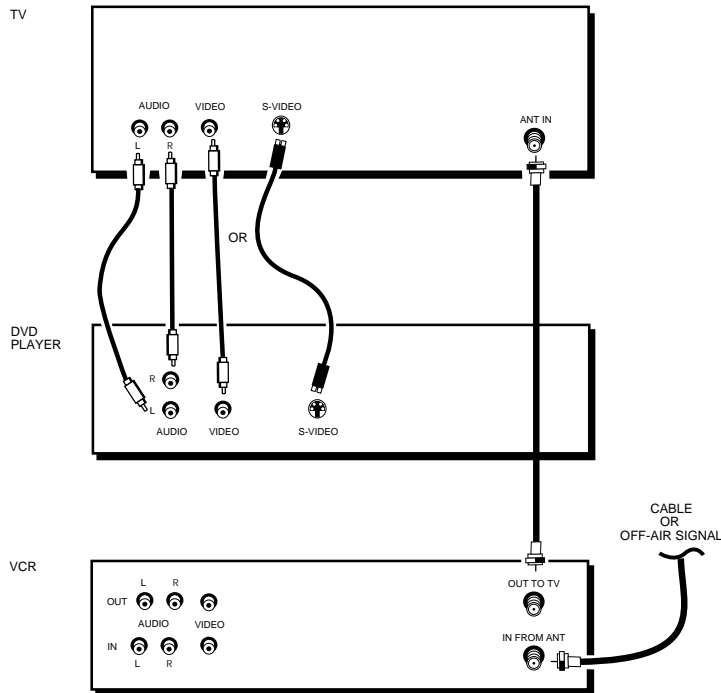 TV
AUDIO VIDEO S-VIDEO
ANT IN
L R
OR
DVD
PLAYER
R
L
AUDIO VIDEO S-VIDEO
CABLE
OR
OFF-AIR SIGNAL
VCR
L R
OUT TO TV
OUT
AUDIO VIDEO
IN FROM ANT
IN
L R